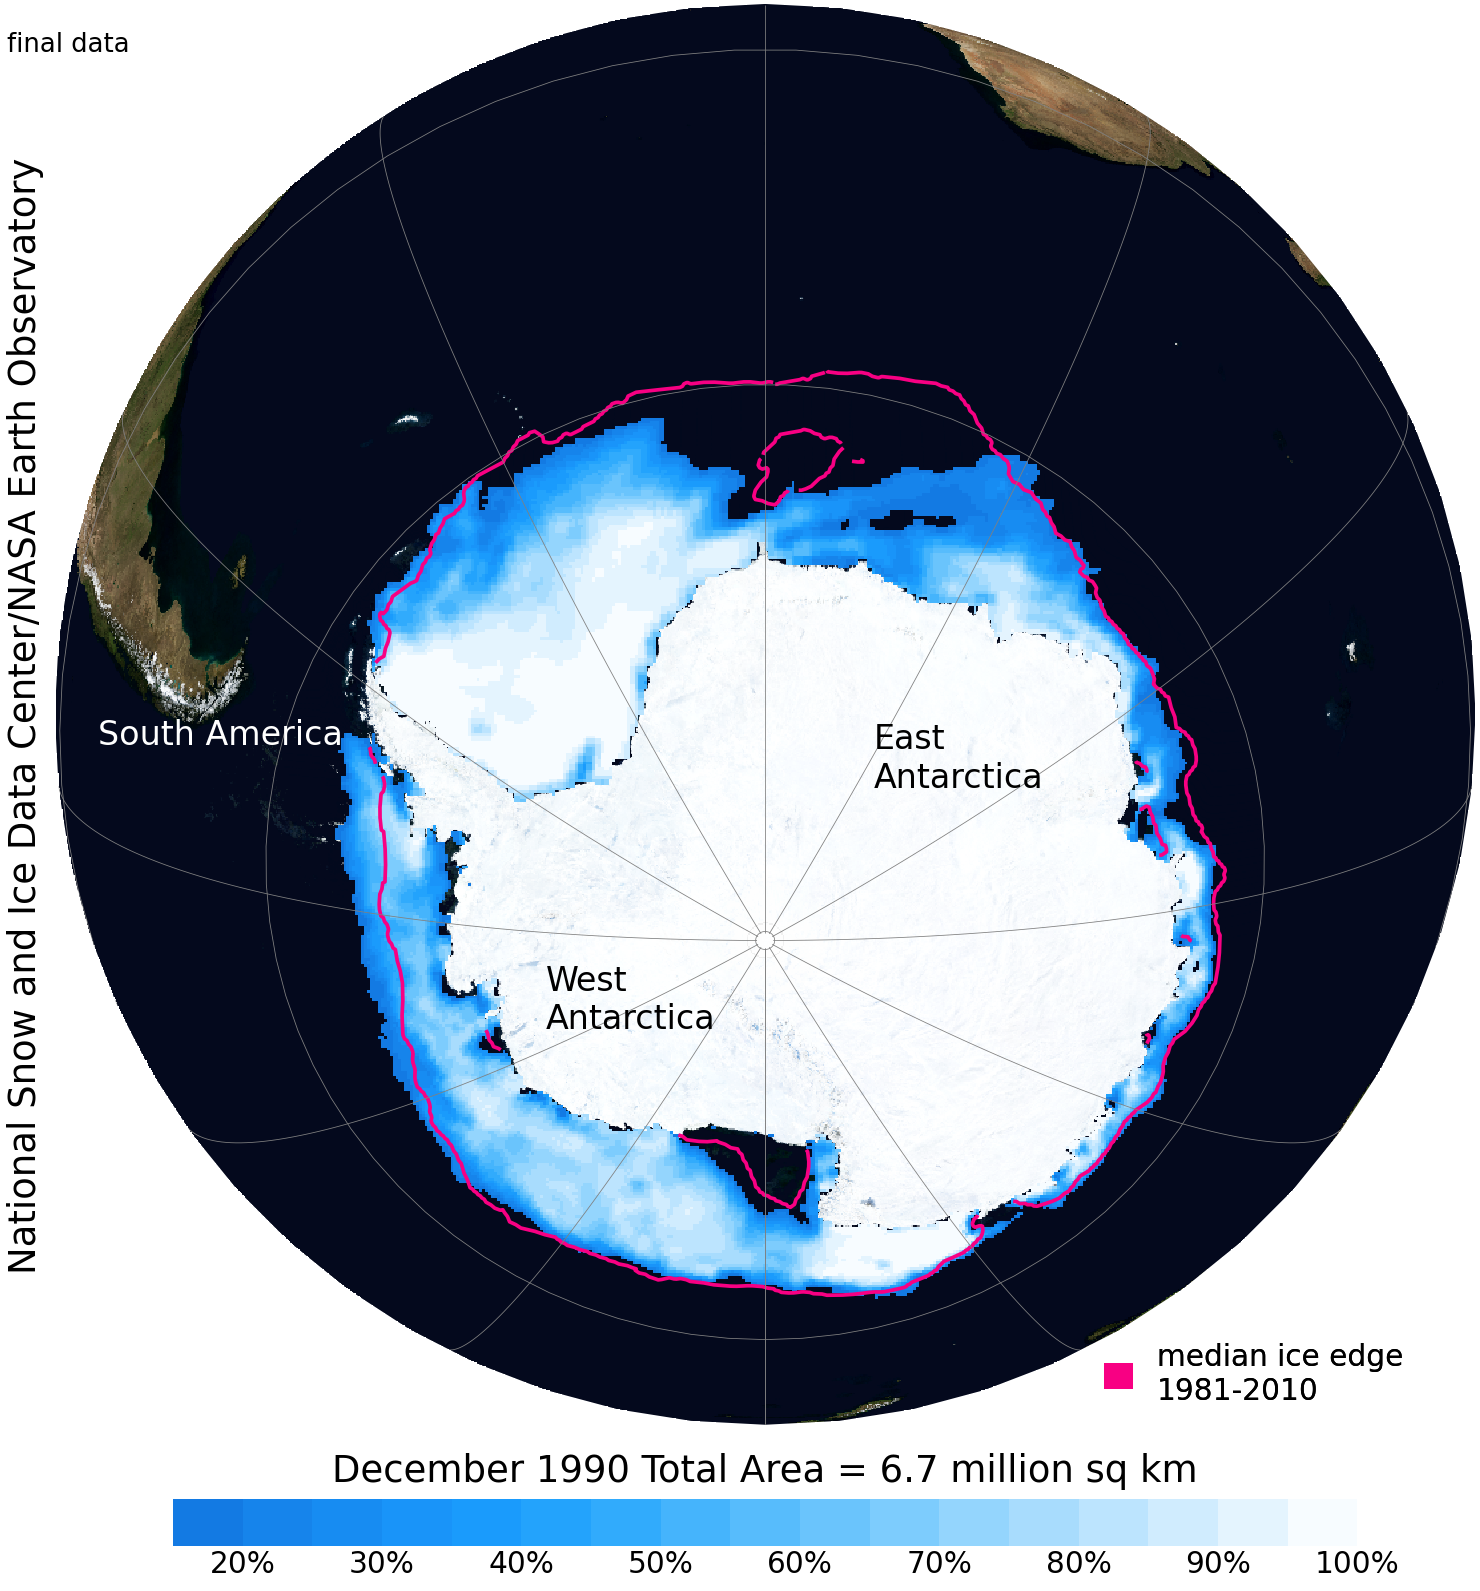 final data
National Snow and Ice Data Center/NASA Earth Observatory
South America
East
Antarctica
West
Antarctica
median ice edge
1981-2010
December 1990 Total Area = 6.7 million sq km
20% 30% 40% 50% 60% 70% 80% 90% 100%